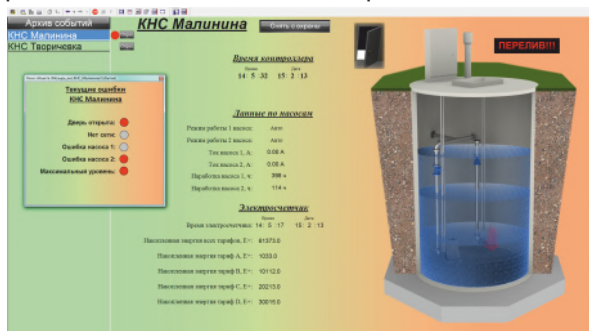 Архив событий
КНС Малинина
Снять с охраны
КНС Малинина
КНС Творичевка
ПЕРЕЛИВ!!!
Время контроллера
Время Дата
14: 5 :32 15: 2 :13
Текущие ошибки
КНС Малинина
Дверь открыта:
Нет сети:
Ошибка насоса 1:
Ошибка насоса 2:
Максимальный уровень:
Данные по насосам
Режим работы 1 насоса: Авто
Режим работы 2 насоса: Авто
Ток насоса 1, А: 0.00 А
Ток насоса 2, А: 0.00 А
Наработка насоса 1, ч: 398 ч
Наработка насоса 2, ч: 114 ч
Электросчетчик
Время Дата
Время электросчетчика: 14: 5 :17 15: 2 :13
Накопленная энергия всех тарифов, Е+: 61373.0
Накопленная энергия тариф A, Е+: 1033.0
Накопленная энергия тариф B, Е+: 10112.0
Накопленная энергия тариф C, Е+: 20213.0
Накопленная энергия тариф D, Е+: 30015.0